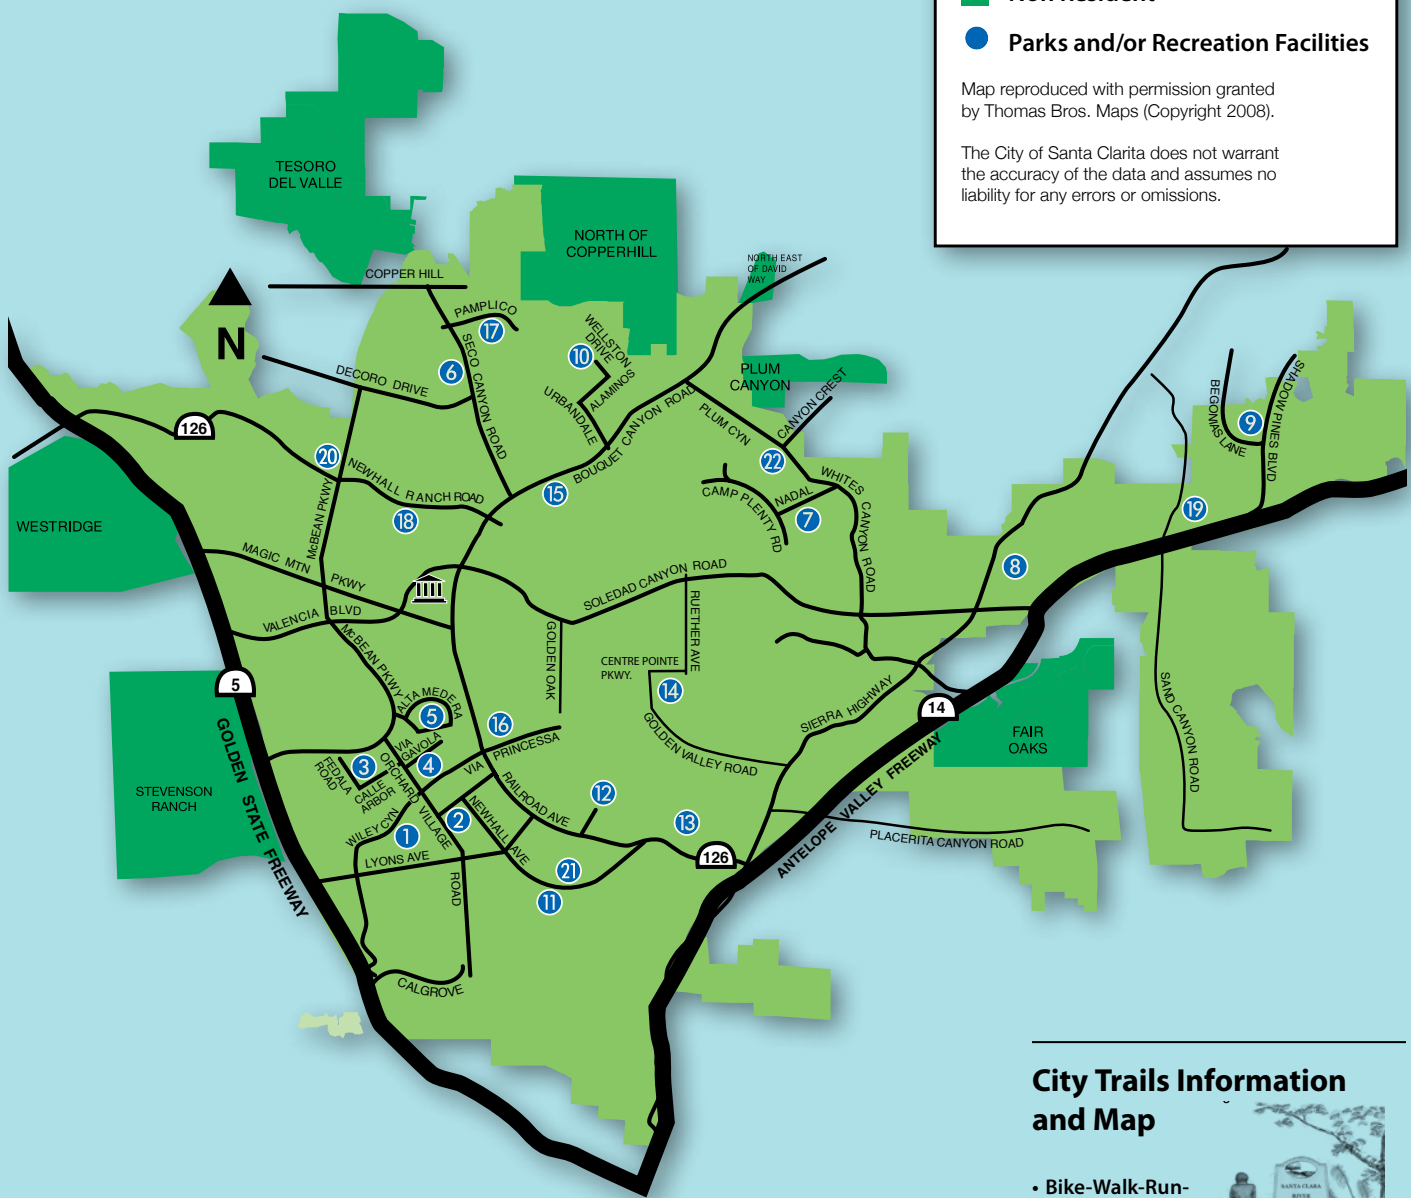 Non Resident
Parks and/or Recreation Facilities
Map reproduced with permission granted
by Thomas Bros. Maps (Copyright 2008).
The City of Santa Clarita does not warrant
the accuracy of the data and assumes no
liability for any errors or omissions.
TESORO
DEL VALLE
NORTH OF
COPPERHILL
NORTH EAST
OF DAVID
WAY
COPPER HILL
N
PAMPLICO
17
WELLSTON
DRIVE
10
SECO CANYON ROAD
6
DECORO DRIVE
URBANDALE
ALAMINOS
PLUM
CANYON
CANYON CREST
PLUM CYN
BOUQUET CANYON ROAD
BEGONIAS LANE
SHADOW PINES BLVD
9
126
20
NEWHALL RANCH ROAD
McBEAN PKWY
15
18
22
WHITES CANYON ROAD
NADAL
CAMP PLENTY RD
7
19
WESTRIDGE
MAGIC MTN PKWY
8
SOLEDAD CANYON ROAD
VALENCIA BLVD
RUETHER AVE
McBEAN PKWY
GOLDEN OAK
CENTRE POINTE
PKWY.
14
SAND CANYON ROAD
5
ALTA MEDERA
5
16
SIERRA HIGHWAY
14
GOLDEN STATE FREEWAY
VIA
GAVOLA
VIA PRINCESSA
GOLDEN VALLEY ROAD
FAIR
OAKS
FEDALA
ROAD
3
4
CALLE
ARBOR
ORCHARD VILLAGE ROAD
STEVENSON
RANCH
RAILROAD AVE
12
ANTELOPE VALLEY FREEWAY
WILEY CYN
1
2
NEWHALL AVE
13
PLACERITA CANYON ROAD
LYONS AVE
126
21
11
CALGROVE
City Trails Information
and Map
• Bike-Walk-Run-
SANTA CLARA
RIVER